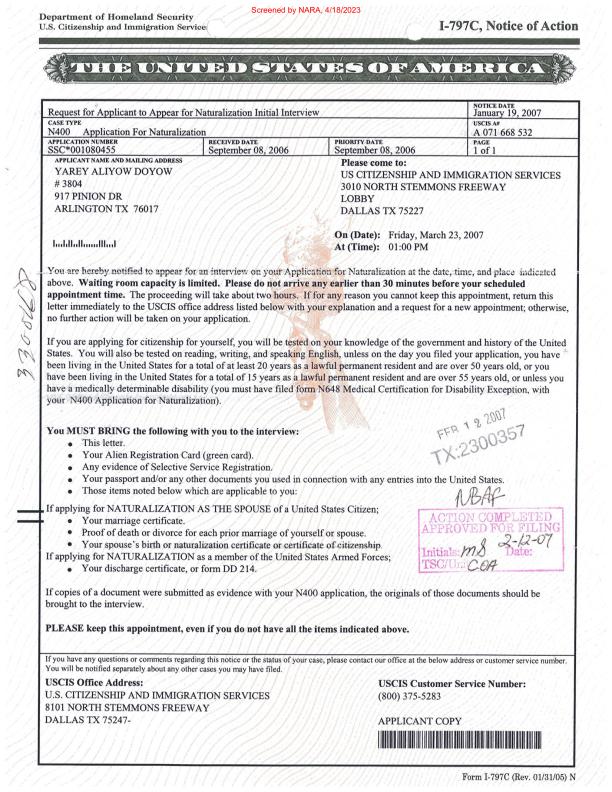 Screened by NARA, 4/18/2023
Department of Homeland Security
U.S. Citizenship and Immigration Services
I-797C, Notice of Action
THE UNITED STATES OF AMERICA
Request for Applicant to Appear for Naturalization Initial Interview
NOTICE DATE
January 19, 2007
CASE TYPE
N400 Application For Naturalization
USCIS A#
A 071 668 532
APPLICATION NUMBER
SSC*001080455
RECEIVED DATE
September 08, 2006
PRIORITY DATE
September 08, 2006
PAGE
1 of 1
APPLICANT NAME AND MAILING ADDRESS
YAREY ALIYOW DOYOW
# 3804
917 PINION DR
ARLINGTON TX 76017
Please come to:
US CITIZENSHIP AND IMMIGRATION SERVICES
3010 NORTH STEMMONS FREEWAY
LOBBY
DALLAS TX 75227
On (Date): Friday, March 23, 2007
At (Time): 01:00 PM
You are hereby notified to appear for an interview on your Application for Naturalization at the date, time, and place indicated
above. Waiting room capacity is limited. Please do not arrive any earlier than 30 minutes before your scheduled
appointment time. The proceeding will take about two hours. If for any reason you cannot keep this appointment, return this
letter immediately to the USCIS office address listed below with your explanation and a request for a new appointment; otherwise,
no further action will be taken on your application.
If you are applying for citizenship for yourself, you will be tested on your knowledge of the government and history of the United
States. You will also be tested on reading, writing, and speaking English, unless on the day you filed your application, you have
been living in the United States for a total of at least 20 years as a lawful permanent resident and are over 50 years old, or you
have been living in the United States for a total of 15 years as a lawful permanent resident and are over 55 years old, or unless you
have a medically determinable disability (you must have filed form N648 Medical Certification for Disability Exception, with
your N400 Application for Naturalization).
You MUST BRING the following with you to the interview:
• This letter.
• Your Alien Registration Card (green card).
• Any evidence of Selective Service Registration.
• Your passport and/or any other documents you used in connection with any entries into the United States.
• Those items noted below which are applicable to you:
FEB 12 2007
TX:2300357
NBAF
If applying for NATURALIZATION AS THE SPOUSE of a United States Citizen;
• Your marriage certificate.
• Proof of death or divorce for each prior marriage of yourself or spouse.
• Your spouse's birth or naturalization certificate or certificate of citizenship.
If applying for NATURALIZATION as a member of the United States Armed Forces;
• Your discharge certificate, or form DD 214.
ACTION COMPLETED
APPROVED FOR FILING
Initials: MS Date: 2-12-07
TSC/Un: COA
If copies of a document were submitted as evidence with your N400 application, the originals of those documents should be
brought to the interview.
PLEASE keep this appointment, even if you do not have all the items indicated above.
If you have any questions or comments regarding this notice or the status of your case, please contact our office at the below address or customer service number.
You will be notified separately about any other cases you may have filed.
USCIS Office Address:
U.S. CITIZENSHIP AND IMMIGRATION SERVICES
8101 NORTH STEMMONS FREEWAY
DALLAS TX 75247-
USCIS Customer Service Number:
(800) 375-5283
APPLICANT COPY
Form I-797C (Rev. 01/31/05) N